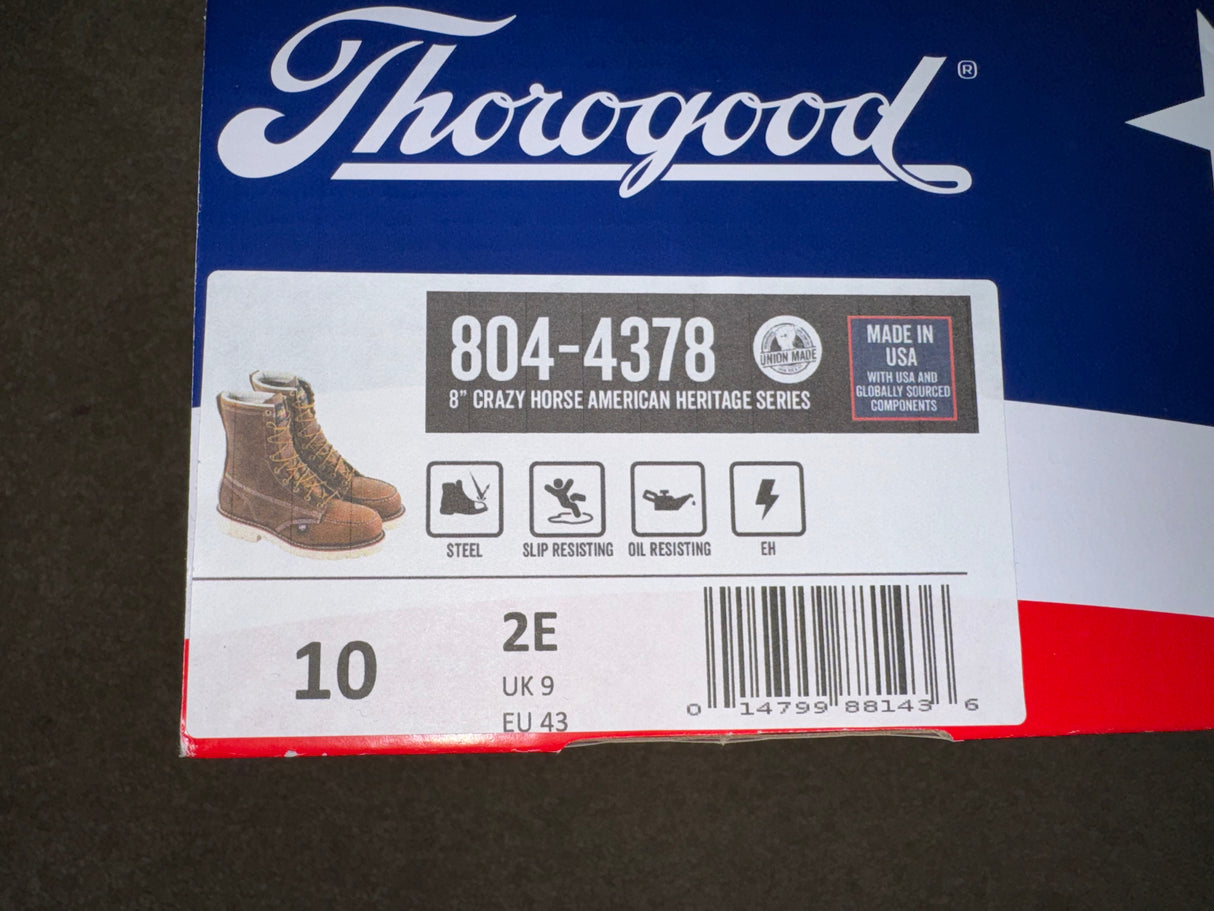 Thorogood®
804-4378
UNION MADE
8” CRAZY HORSE AMERICAN HERITAGE SERIES
MADE IN
USA
WITH USA AND
GLOBALLY SOURCED
COMPONENTS
STEEL
SLIP RESISTING
OIL RESISTING
EH
10
2E
UK 9
EU 43
0 14799 88143 6